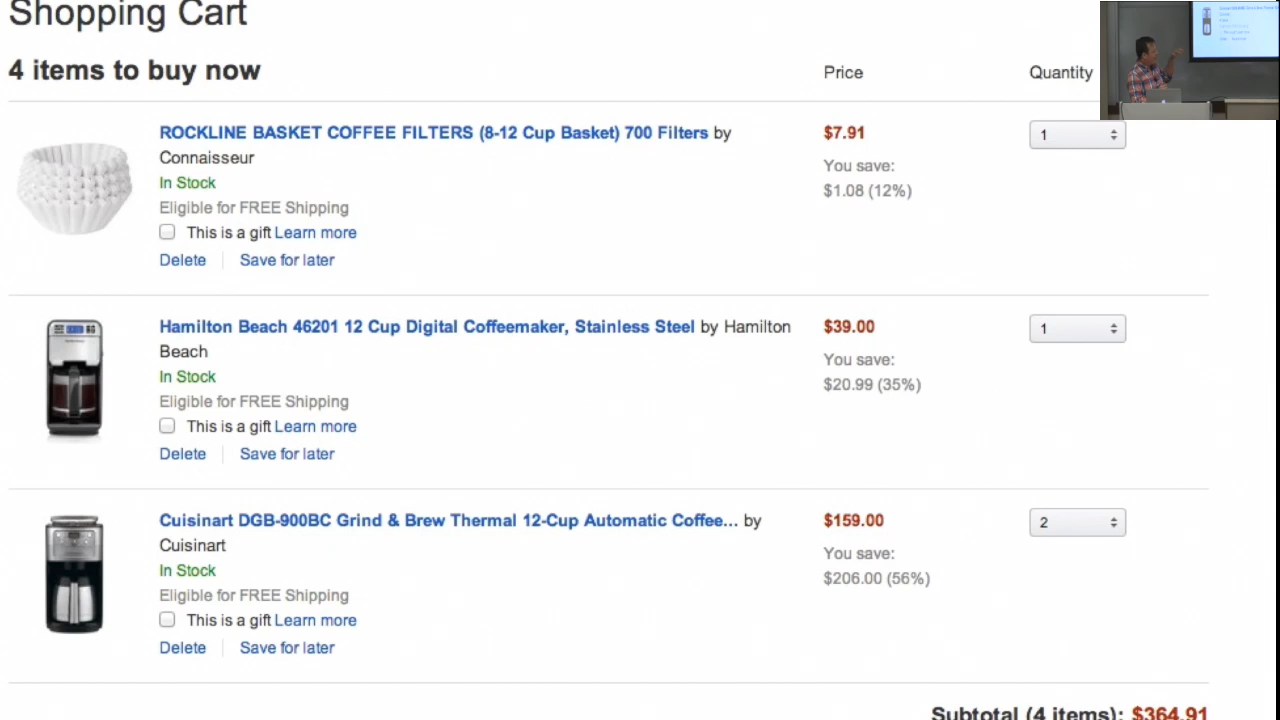 Shopping Cart
4 items to buy now
Price
Quantity
ROCKLINE BASKET COFFEE FILTERS (8-12 Cup Basket) 700 Filters by
Connaisseur
In Stock
Eligible for FREE Shipping
This is a gift Learn more
Delete
Save for later
$7.91
You save:
$1.08 (12%)
1
Hamilton Beach 46201 12 Cup Digital Coffeemaker, Stainless Steel by Hamilton
Beach
In Stock
Eligible for FREE Shipping
This is a gift Learn more
Delete
Save for later
$39.00
You save:
$20.99 (35%)
1
Cuisinart DGB-900BC Grind & Brew Thermal 12-Cup Automatic Coffee... by
Cuisinart
In Stock
Eligible for FREE Shipping
This is a gift Learn more
Delete
Save for later
$159.00
You save:
$206.00 (56%)
2
Subtotal (4 items): $364.91